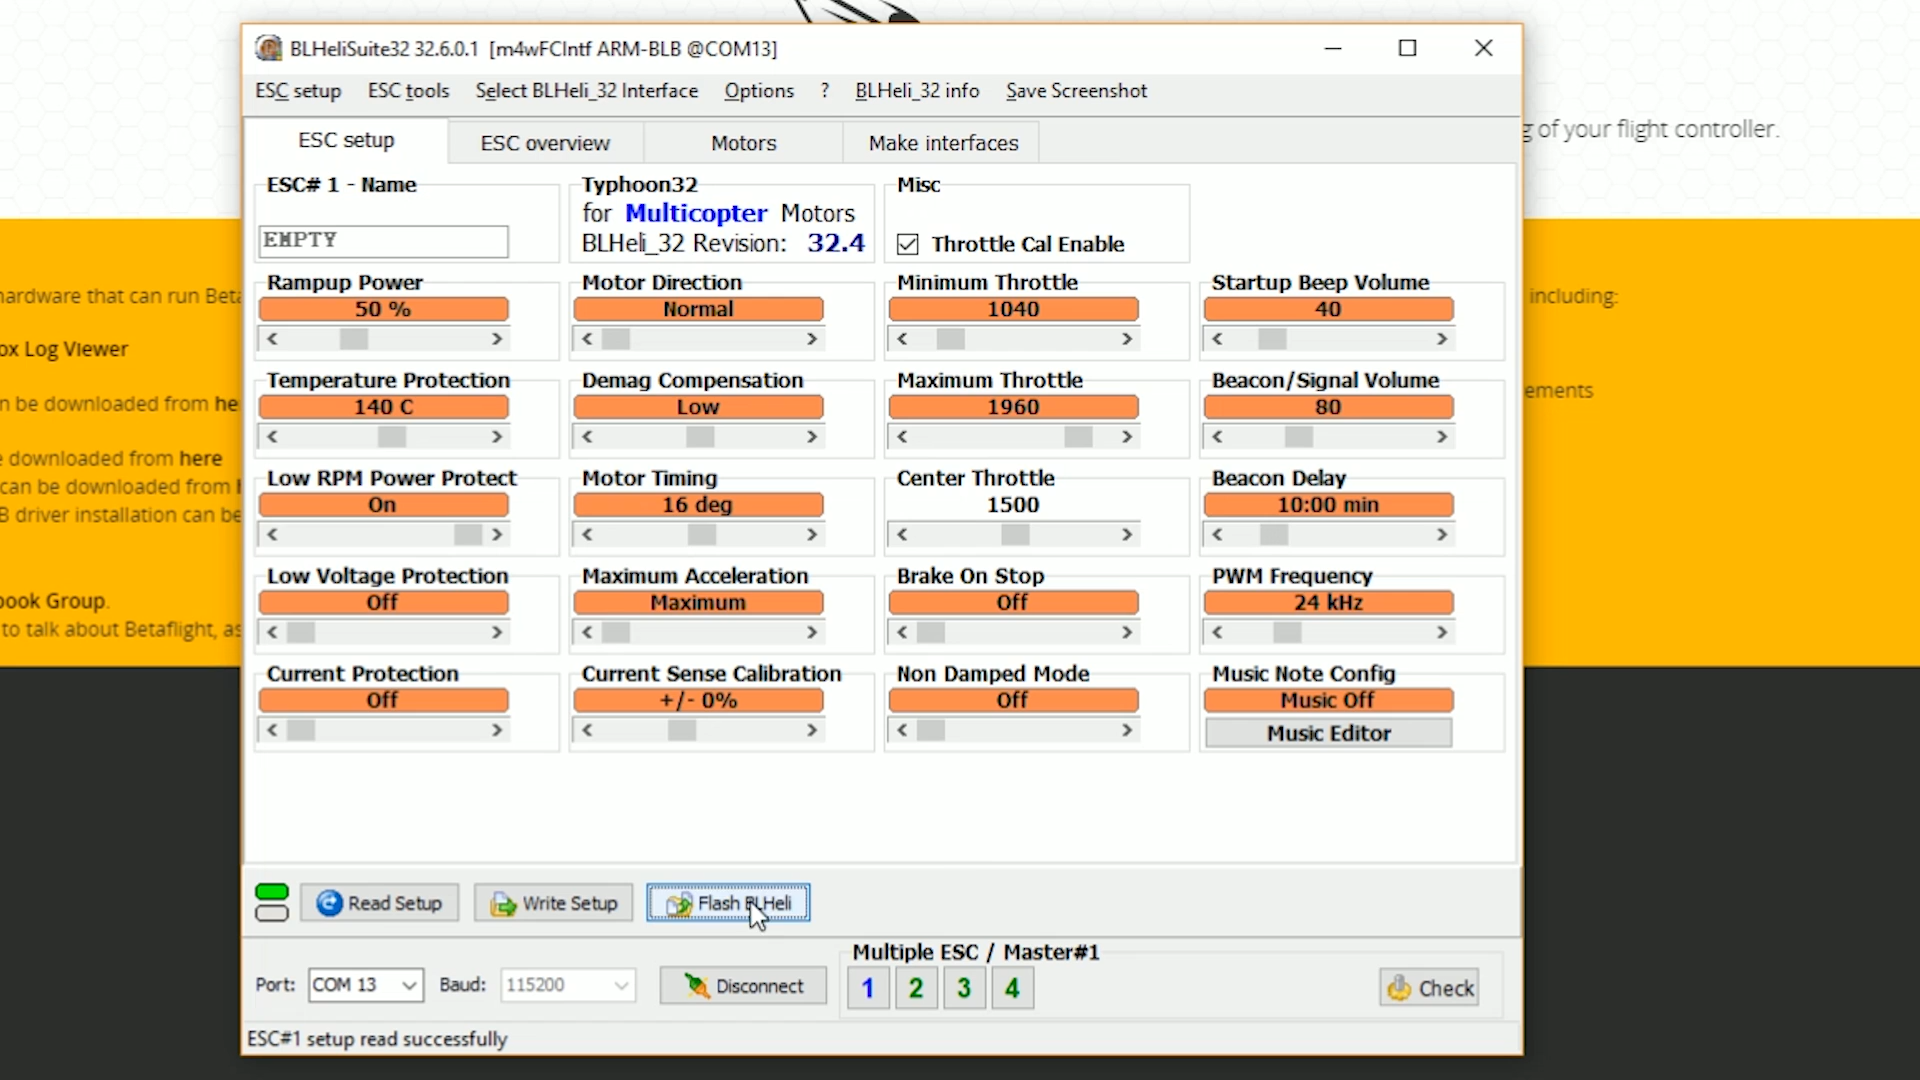 BLHeliSuite32 32.6.0.1 [m4wFCIntf ARM-BLB @COM13]
ESC setup ESC tools Select BLHeli_32 Interface Options ? BLHeli_32 info Save Screenshot
ESC setup ESC overview Motors Make interfaces
ESC# 1 - Name
EMPTY
Typhoon32
for Multicopter Motors
BLHeli_32 Revision: 32.4
Misc
Throttle Cal Enable
Rampup Power
50 %
Motor Direction
Normal
Minimum Throttle
1040
Startup Beep Volume
40
Temperature Protection
140 C
Demag Compensation
Low
Maximum Throttle
1960
Beacon/Signal Volume
80
Low RPM Power Protect
On
Motor Timing
16 deg
Center Throttle
1500
Beacon Delay
10:00 min
Low Voltage Protection
Off
Maximum Acceleration
Maximum
Brake On Stop
Off
PWM Frequency
24 kHz
Current Protection
Off
Current Sense Calibration
+/- 0%
Non Damped Mode
Off
Music Note Config
Music Off
Music Editor
Read Setup Write Setup Flash BLHeli
Port: COM 13 Baud: 115200 Disconnect
Multiple ESC / Master#1
1 2 3 4
Check
ESC#1 setup read successfully
of your flight controller.
hardware that can run
including:
Log Viewer
n be downloaded from
ements
downloaded from here
can be downloaded from
B driver installation can be
book Group.
to talk about Betaflight,